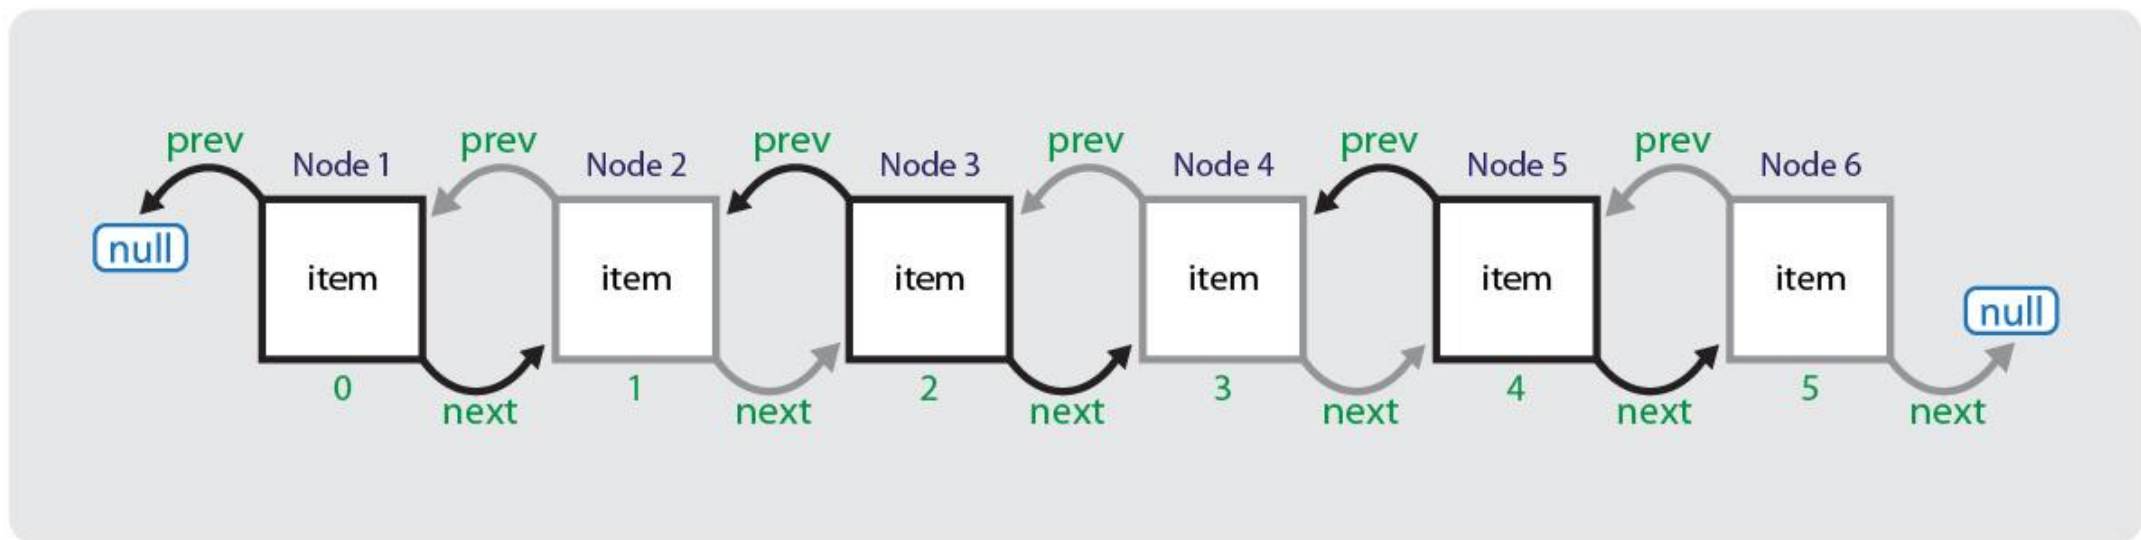 prev prev prev prev prev prev
Node 1 Node 2 Node 3 Node 4 Node 5 Node 6
null
item item item item item item
null
0 1 2 3 4 5
next next next next next next